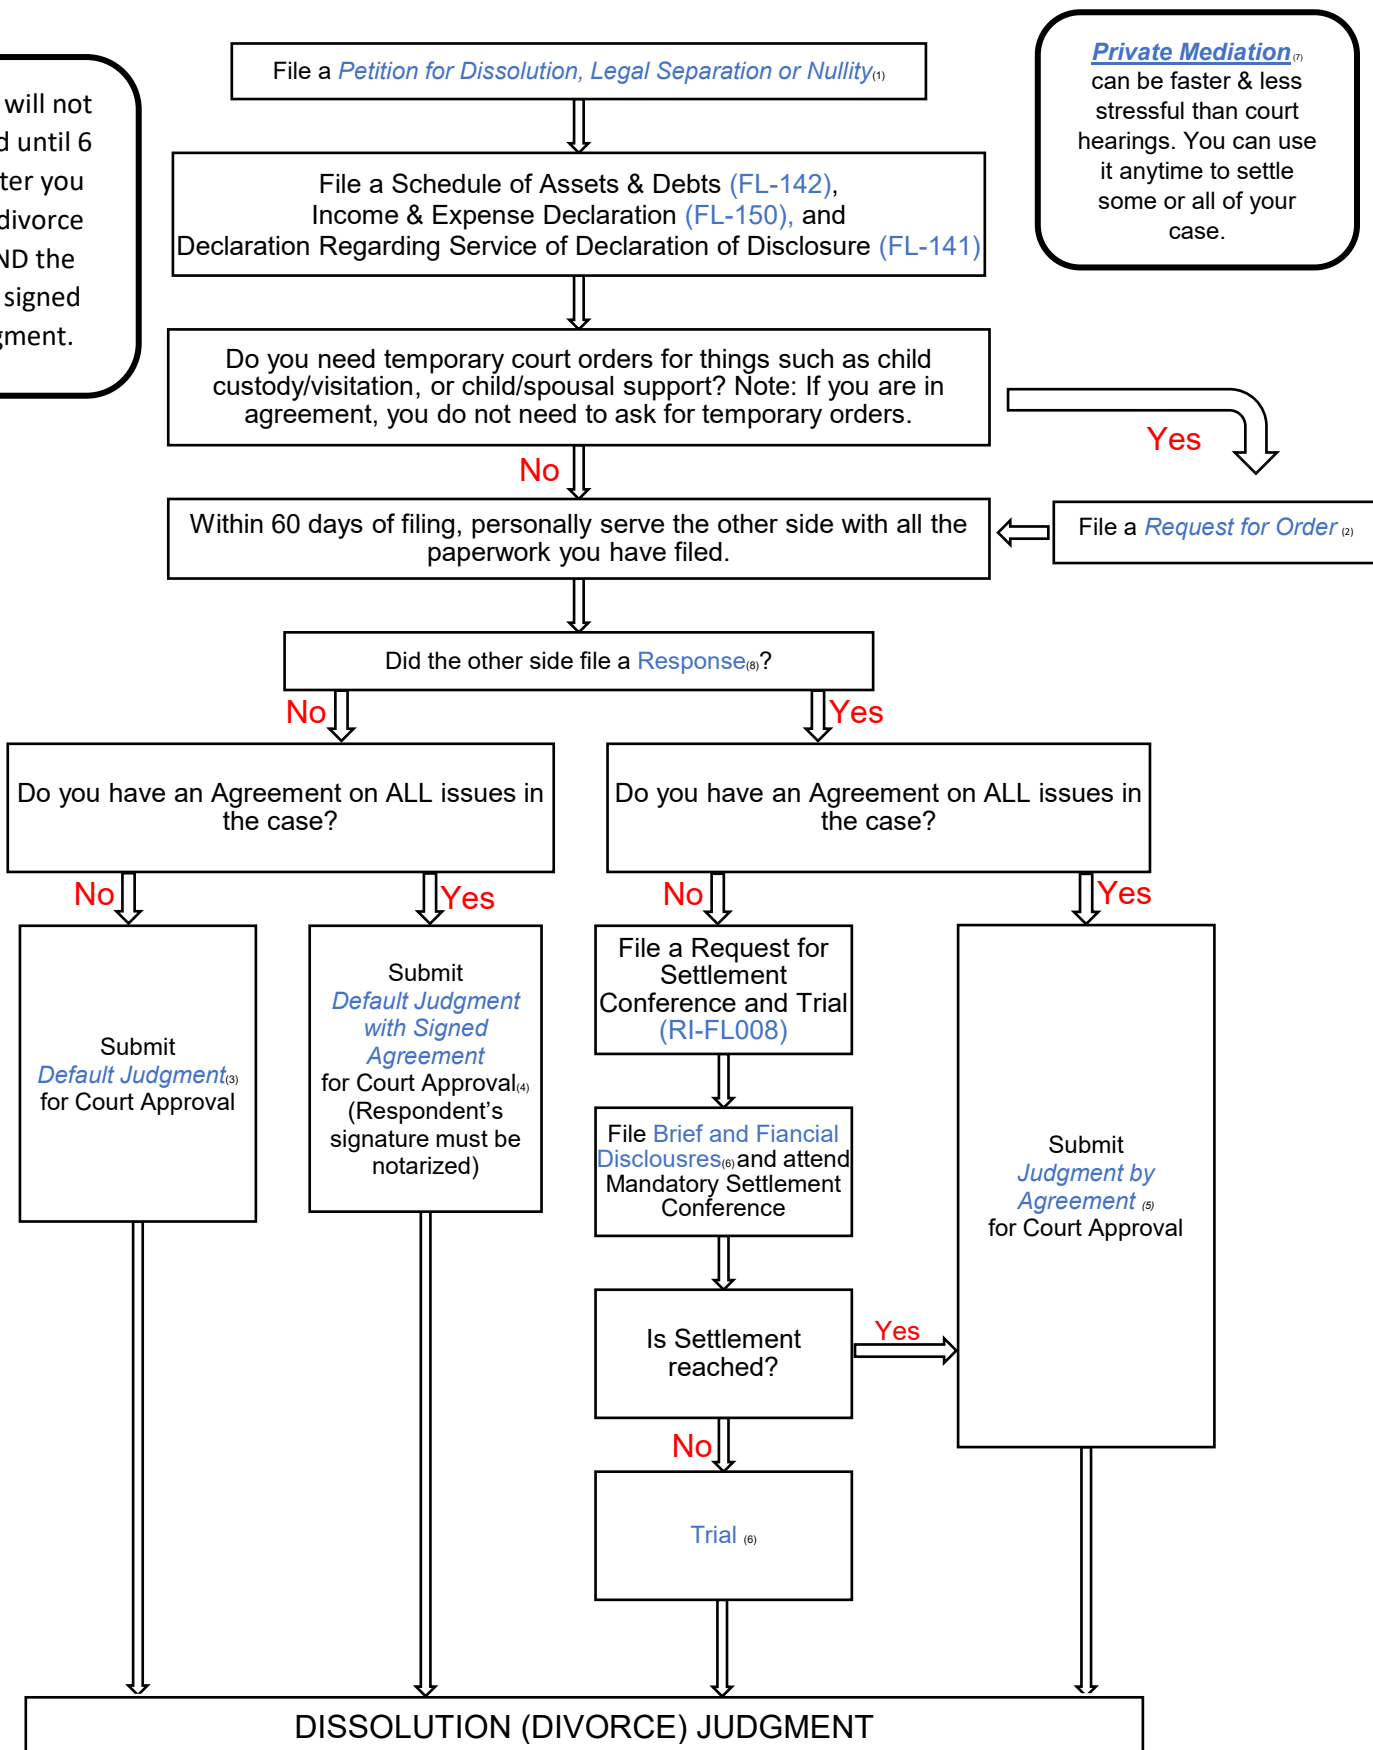 will not
d until 6
ter you
divorce
ND the
signed
gment.
File a Petition for Dissolution, Legal Separation or Nullity(1)
Private Mediation (7)
can be faster & less
stressful than court
hearings. You can use
it anytime to settle
some or all of your
case.
File a Schedule of Assets & Debts (FL-142),
Income & Expense Declaration (FL-150), and
Declaration Regarding Service of Declaration of Disclosure (FL-141)
Do you need temporary court orders for things such as child
custody/visitation, or child/spousal support? Note: If you are in
agreement, you do not need to ask for temporary orders.
Yes
No
Within 60 days of filing, personally serve the other side with all the
paperwork you have filed.
File a Request for Order (2)
Did the other side file a Response(8)?
No
Yes
Do you have an Agreement on ALL issues in
the case?
Do you have an Agreement on ALL issues in
the case?
No
Yes
No
Yes
Submit
Default Judgment(3)
for Court Approval
Submit
Default Judgment
with Signed
Agreement
for Court Approval(4)
(Respondent's
signature must be
notarized)
File a Request for
Settlement
Conference and Trial
(RI-FL008)
File Brief and Fiancial
Disclousres(6) and attend
Mandatory Settlement
Conference
Submit
Judgment by
Agreement (5)
for Court Approval
Is Settlement
reached?
Yes
No
Trial (6)
DISSOLUTION (DIVORCE) JUDGMENT